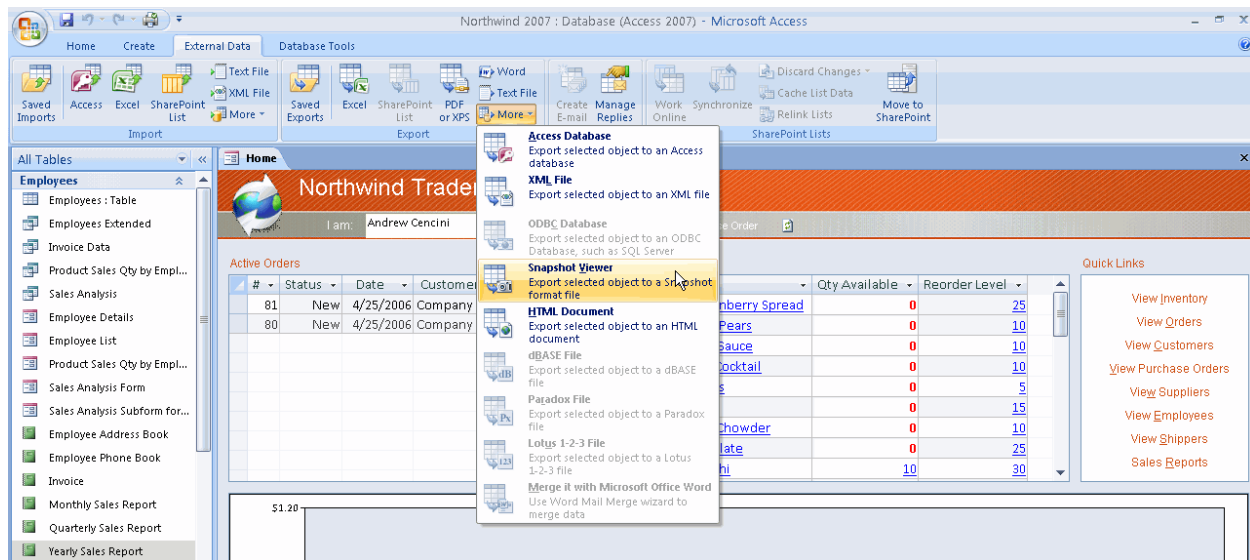 Northwind 2007 : Database (Access 2007) - Microsoft Access
Home Create External Data Database Tools
Saved Imports
Access
Excel
SharePoint List
Text File
XML File
More
Import
Saved Exports
Excel
SharePoint List
PDF or XPS
Word
Text File
More
Export
Create E-mail
Manage Replies
Work Online
Synchronize
Discard Changes
Cache List Data
Relink Lists
Move to SharePoint
SharePoint Lists
All Tables
Employees
Employees : Table
Employees Extended
Invoice Data
Product Sales Qty by Empl...
Sales Analysis
Employee Details
Employee List
Product Sales Qty by Empl...
Sales Analysis Form
Sales Analysis Subform for...
Employee Address Book
Employee Phone Book
Invoice
Monthly Sales Report
Quarterly Sales Report
Yearly Sales Report
Home
Northwind Trade
I am: Andrew Cencini
Order
Active Orders
# Status Date Customer
81 New 4/25/2006 Company
80 New 4/25/2006 Company
Access Database
Export selected object to an Access
database
XML File
Export selected object to an XML file
ODBC Database
Export selected object to an ODBC
Database, such as SQL Server
Snapshot Viewer
Export selected object to a Snapshot
format file
HTML Document
Export selected object to an HTML
document
dBASE File
Export selected object to a dBASE
file
Paradox File
Export selected object to a Paradox
file
Lotus 1-2-3 File
Export selected object to a Lotus
1-2-3 file
Merge it with Microsoft Office Word
Use Word Mail Merge wizard to
merge data
Qty Available Reorder Level
nberry Spread 0 25
Pears 0 10
Sauce 0 10
Cocktail 0 10
s 0 5
0 15
Chowder 0 10
late 0 25
hi 10 30
Quick Links
View Inventory
View Orders
View Customers
View Purchase Orders
View Suppliers
View Employees
View Shippers
Sales Reports
$1.20